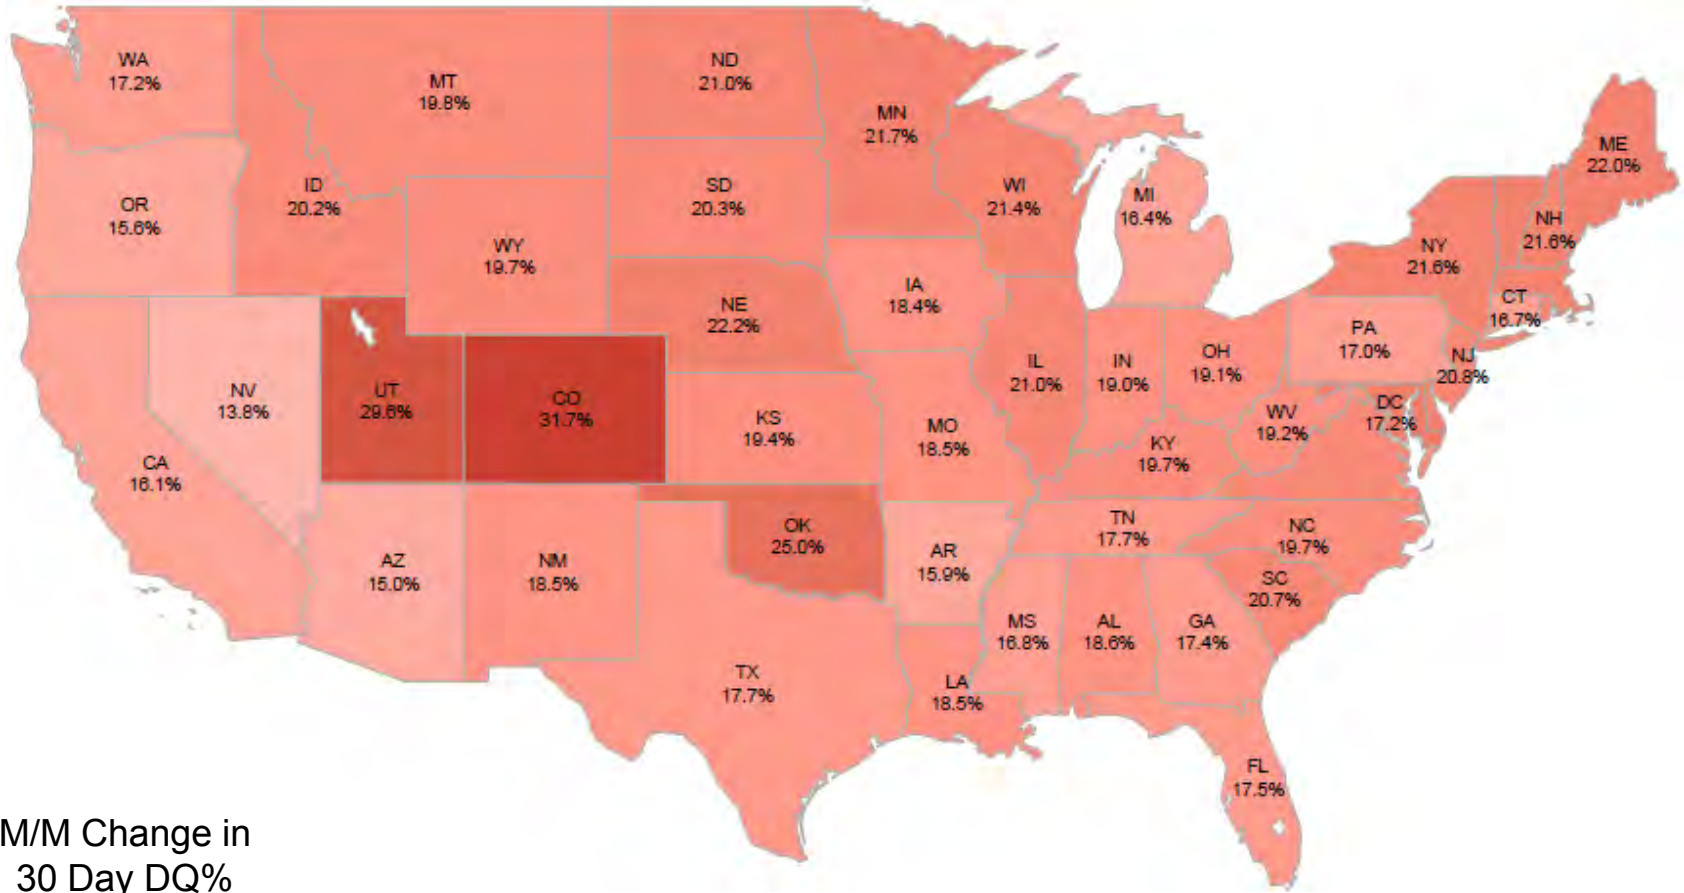 WA
17.2%
MT
19.8%
ND
21.0%
MN
21.7%
ME
22.0%
OR
15.6%
ID
20.2%
SD
20.3%
WI
21.4%
MI
16.4%
NH
21.6%
WY
19.7%
NY
21.6%
IA
18.4%
NE
22.2%
CT
16.7%
PA
17.0%
NV
13.8%
UT
29.6%
CO
31.7%
IL
21.0%
IN
19.0%
OH
19.1%
NJ
20.8%
KS
19.4%
MO
18.5%
WV
19.2%
DC
17.2%
CA
16.1%
KY
19.7%
AZ
15.0%
NM
18.5%
OK
25.0%
AR
15.9%
TN
17.7%
NC
19.7%
SC
20.7%
MS
16.8%
AL
18.6%
GA
17.4%
TX
17.7%
LA
18.5%
FL
17.5%
M/M Change in
30 Day DQ%